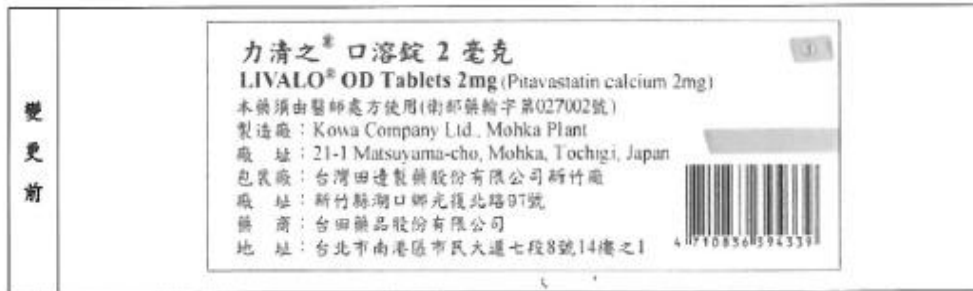 變更前
力清之® 口溶錠 2 毫克
LIVALO® OD Tablets 2mg (Pitavastatin calcium 2mg)
本藥須由醫師處方使用(衛部藥輸字第027002號)
製造廠：Kowa Company Ltd., Mohka Plant
廠　址：21-1 Matsuyama-cho, Mohka, Tochigi, Japan
包裝廠：台灣田邊製藥股份有限公司新竹廠
廠　址：新竹縣湖口鄉光復北路97號
藥　商：台田藥品股份有限公司
地　址：台北市南港區市民大道七段8號14樓之1
4 710836 394339